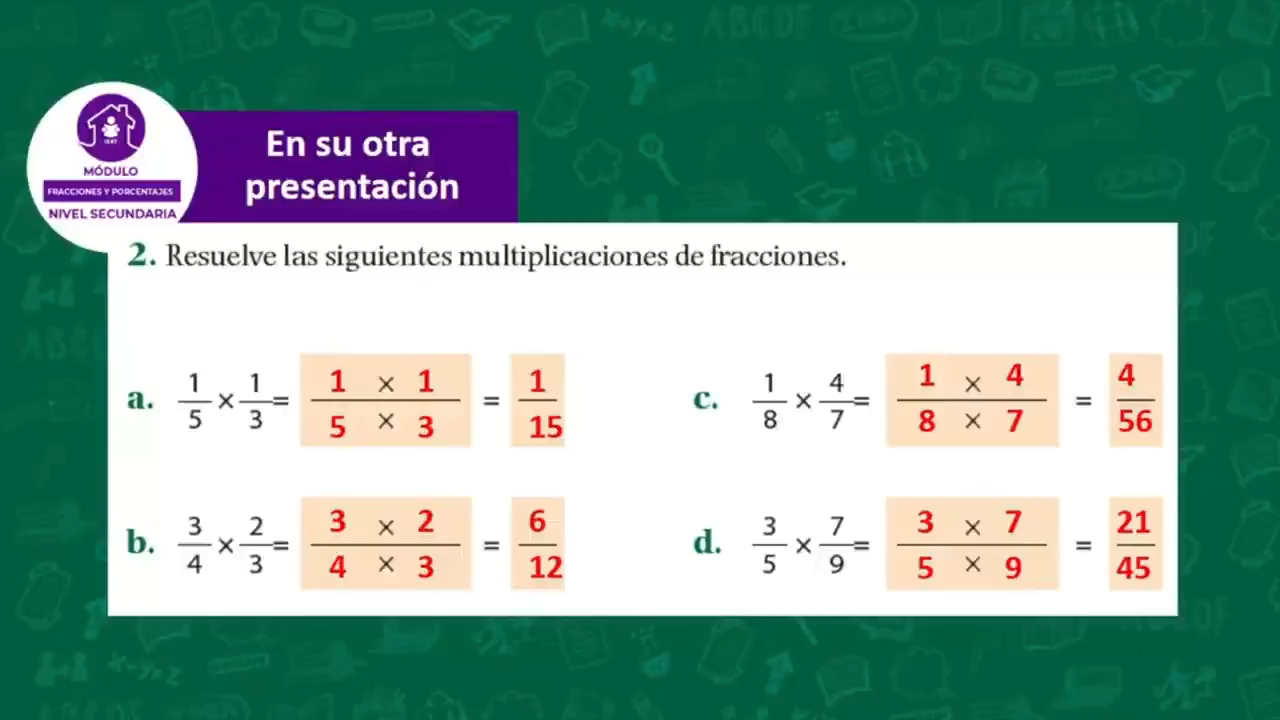 En su otra
presentación
MÓDULO
FRACCIONES Y PORCENTAJES
NIVEL SECUNDARIA
2. Resuelve las siguientes multiplicaciones de fracciones.
a. 1/5 × 1/3 = 1 × 1 / 5 × 3 = 1/15
c. 1/8 × 4/7 = 1 × 4 / 8 × 7 = 4/56
b. 3/4 × 2/3 = 3 × 2 / 4 × 3 = 6/12
d. 3/5 × 7/9 = 3 × 7 / 5 × 9 = 21/45